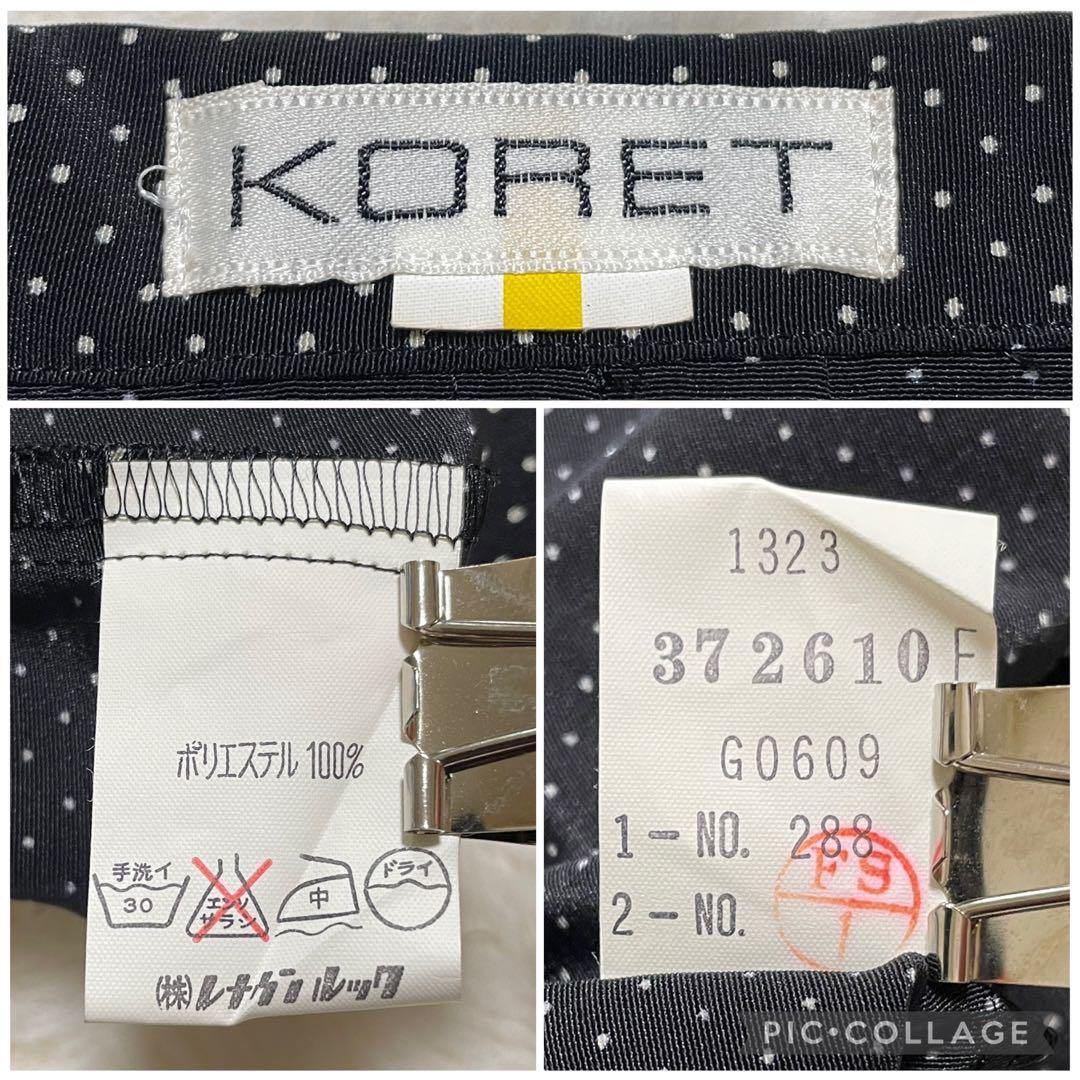 KORET
ポリエステル 100%
手洗イ
30
エンソ
サラシ
中
ドライ
(株)レナウンルック
1323
372610F
G0609
1-NO. 288
2-NO.
1
PIC•COLLAGE